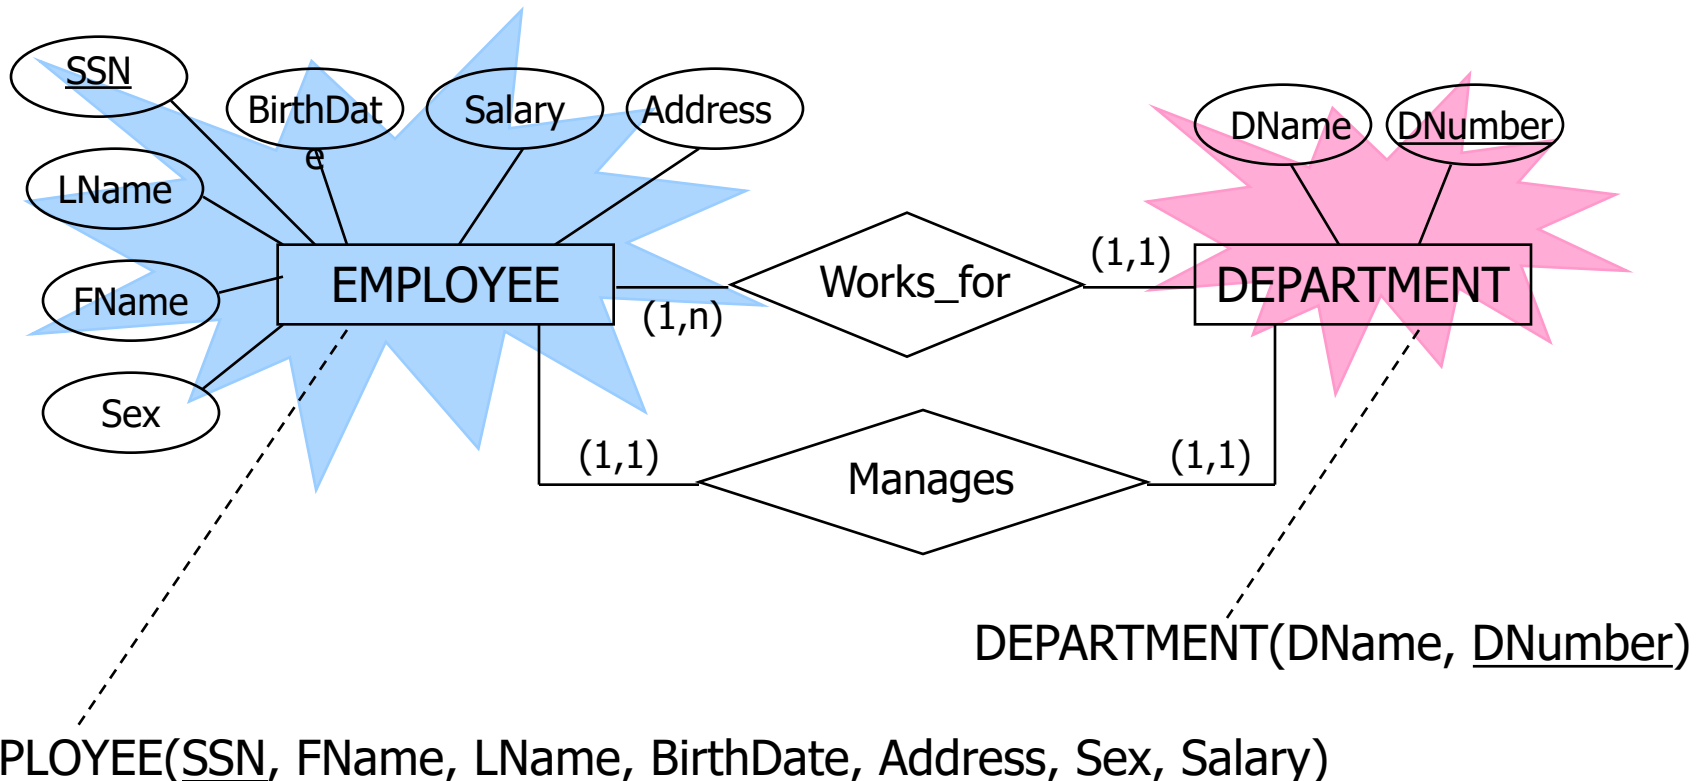 SSN
BirthDat
e
Salary
Address
DName
DNumber
LName
FName
Sex
EMPLOYEE
(1,n)
Works_for
(1,1)
DEPARTMENT
(1,1)
Manages
(1,1)
DEPARTMENT(DName, DNumber)
PLOYEE(SSN, FName, LName, BirthDate, Address, Sex, Salary)